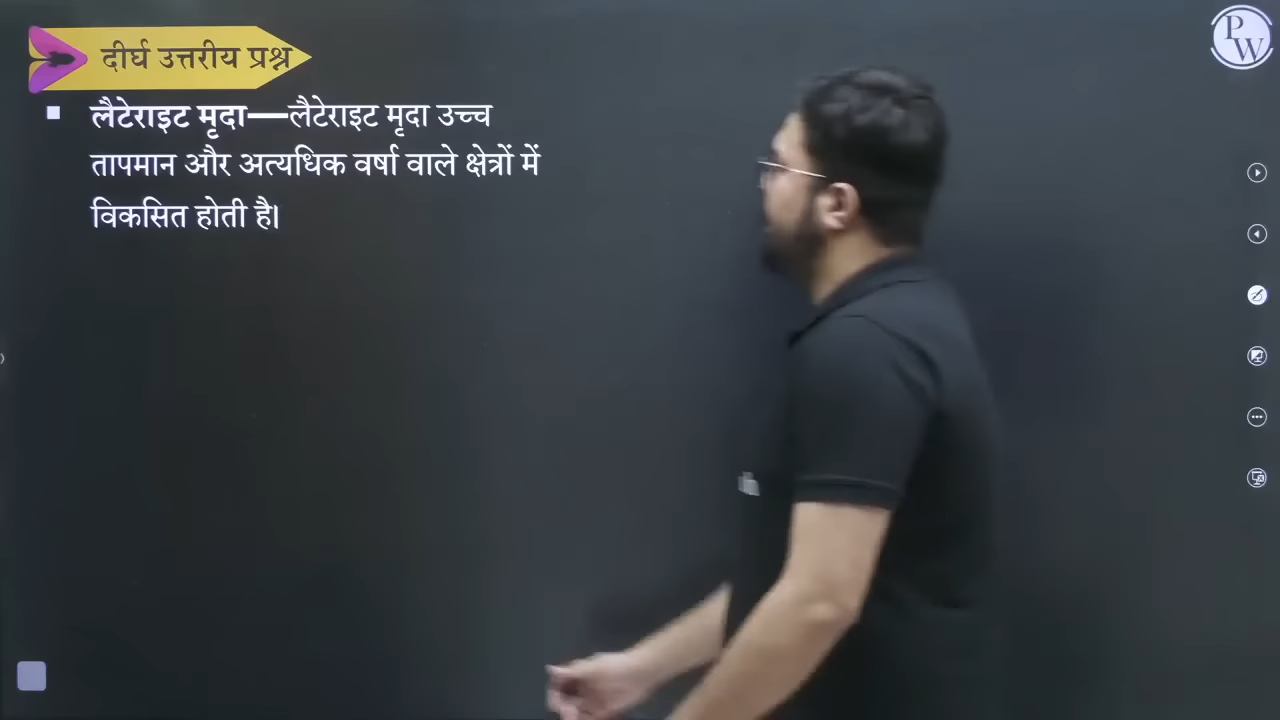 दीर्घ उत्तरीय प्रश्न
लैटेराइट मृदा—लैटेराइट मृदा उच्च
तापमान और अत्यधिक वर्षा वाले क्षेत्रों में
विकसित होती है।
PW